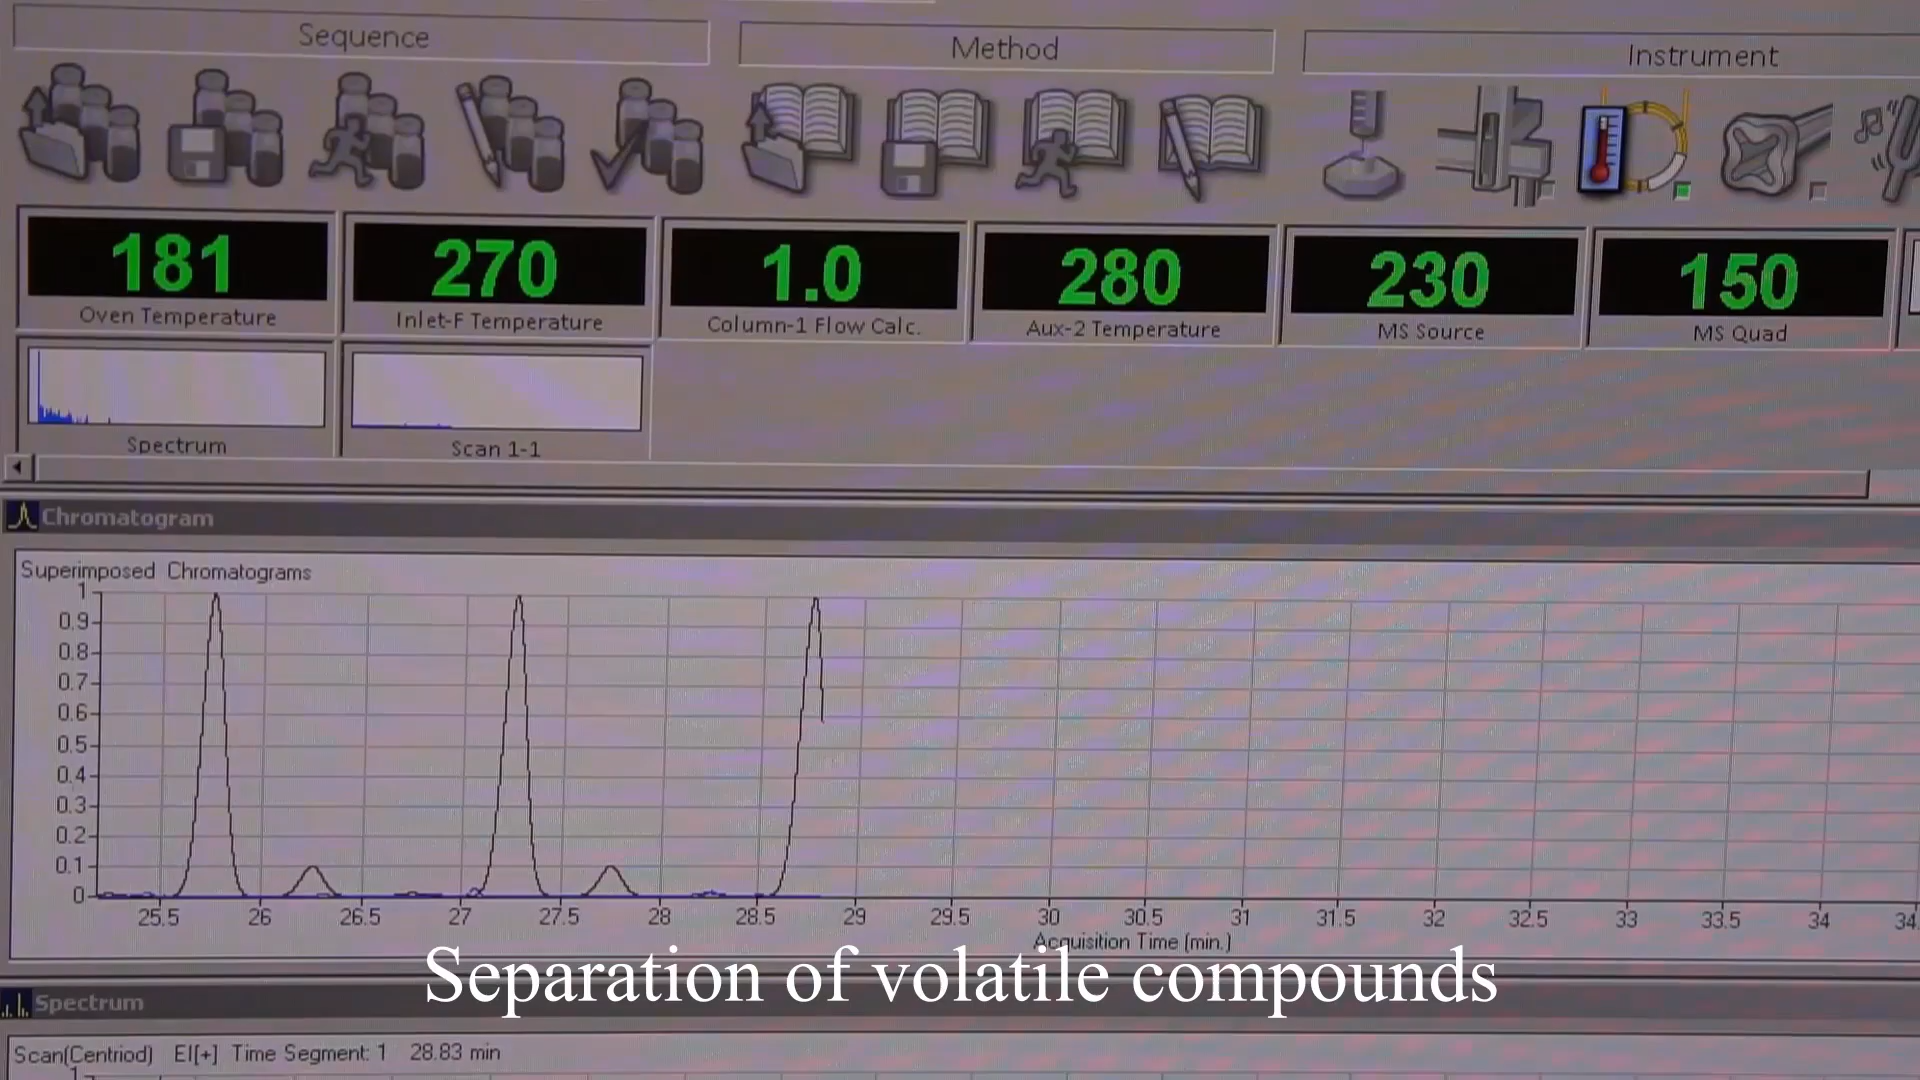 Sequence
Method
Instrument
181
270
1.0
280
230
150
Oven Temperature
Inlet-F Temperature
Column-1 Flow Calc.
Aux-2 Temperature
MS Source
MS Quad
Spectrum
Scan 1-1
Chromatogram
Superimposed Chromatograms
1
0.9
0.8
0.7
0.6
0.5
0.4
0.3
0.2
0.1
0
25.5 26 26.5 27 27.5 28 28.5 29 29.5 30 30.5 31 31.5 32 32.5 33 33.5 34
Acquisition Time (min.)
Separation of volatile compounds
Spectrum
Scan(Centriod) EI[+] Time Segment: 1 28.83 min
1